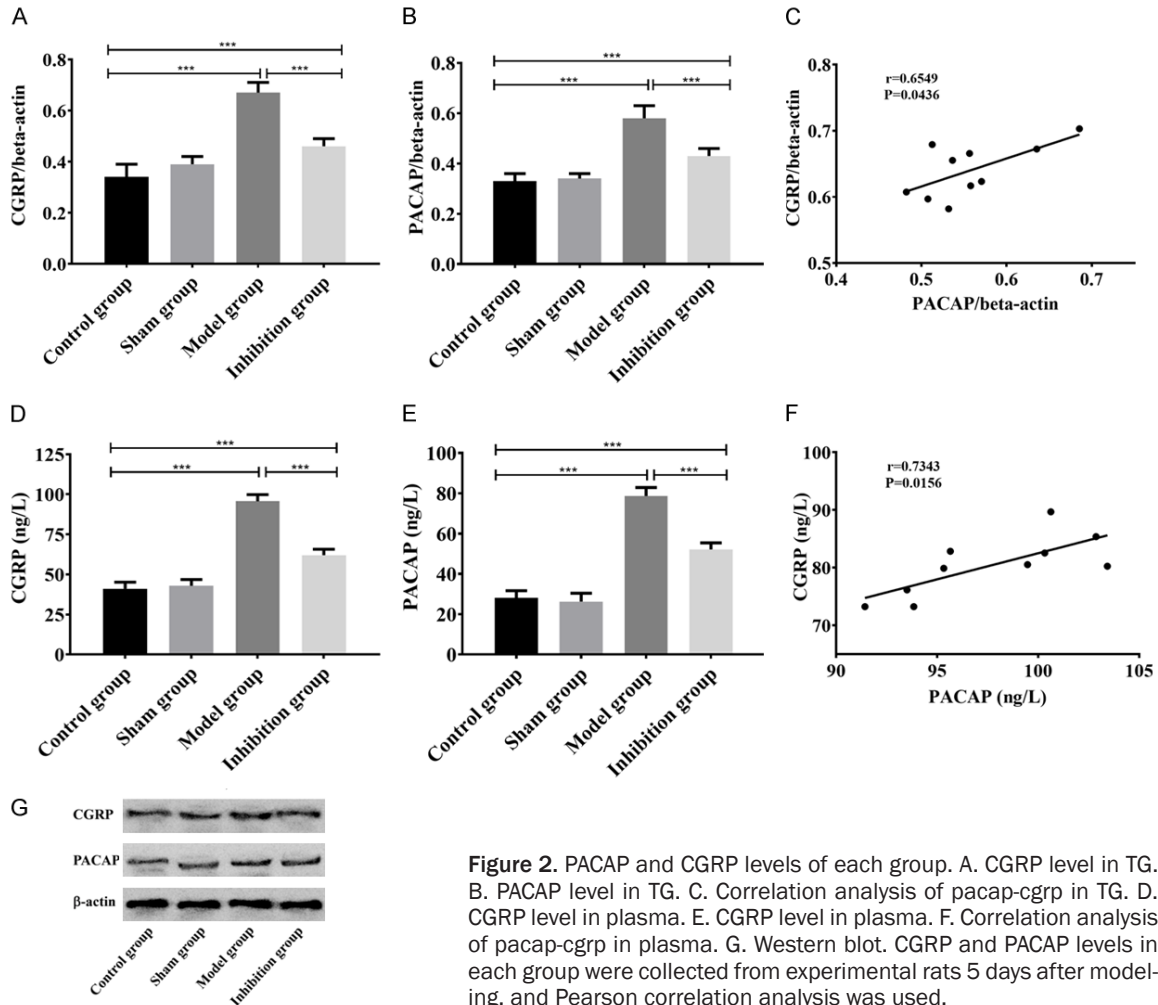 A
***
***
***
CGRP/beta-actin
0.8
0.6
0.4
0.2
0.0
Control group
Sham group
Model group
Inhibition group
B
***
***
***
PACAP/beta-actin
0.8
0.6
0.4
0.2
0.0
Control group
Sham group
Model group
Inhibition group
C
r=0.6549
P=0.0436
CGRP/beta-actin
0.8
0.7
0.6
0.5
0.4
0.5
0.6
0.7
PACAP/beta-actin
D
***
***
***
CGRP (ng/L)
125
100
75
50
25
0
Control group
Sham group
Model group
Inhibition group
E
***
***
***
PACAP (ng/L)
100
80
60
40
20
0
Control group
Sham group
Model group
Inhibition group
F
r=0.7343
P=0.0156
CGRP (ng/L)
100
90
80
70
90
95
100
105
PACAP (ng/L)
G
CGRP
PACAP
β-actin
Control group
Sham group
Model group
Inhibition group
Figure 2. PACAP and CGRP levels of each group. A. CGRP level in TG.
B. PACAP level in TG. C. Correlation analysis of pacap-cgrp in TG. D.
CGRP level in plasma. E. CGRP level in plasma. F. Correlation analysis
of pacap-cgrp in plasma. G. Western blot. CGRP and PACAP levels in
each group were collected from experimental rats 5 days after model-
ing, and Pearson correlation analysis was used.